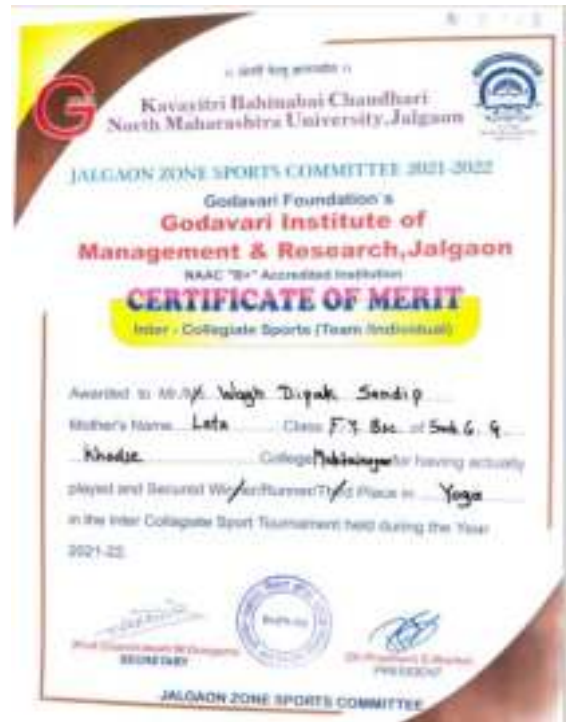 Kavayitri Bahinabai Chaudhari
North Maharashtra University, Jalgaon
JALGAON ZONE SPORTS COMMITTEE 2021-2022
Godavari Foundation's
Godavari Institute of
Management & Research, Jalgaon
NAAC "B+" Accredited Institution
CERTIFICATE OF MERIT
Inter - Collegiate Sports (Team /Individual)
Awarded to Mr./ Wagh Dipak Sandip
Mother's Name Lata Class F.Y. Bsc of Smt. G. G.
Khadse College Muktainagar for having actually
played and Secured Winner/Runner/Third Place in Yoga
in the Inter Collegiate Sport Tournament held during the Year
2021-22.
SECRETARY
PRESIDENT
JALGAON ZONE SPORTS COMMITTEE